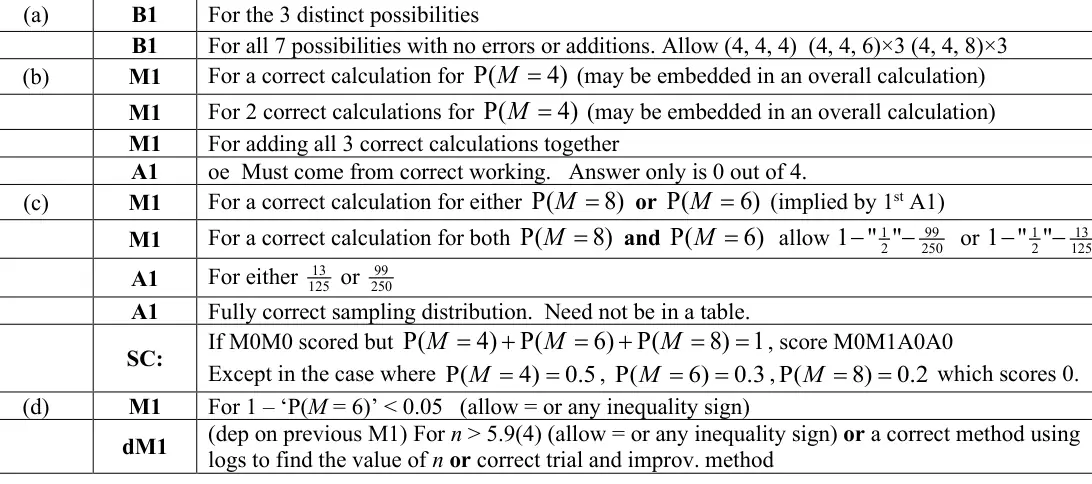 (a) B1 For the 3 distinct possibilities
B1 For all 7 possibilities with no errors or additions. Allow (4, 4, 4) (4, 4, 6)×3 (4, 4, 8)×3
(b) M1 For a correct calculation for P(M = 4) (may be embedded in an overall calculation)
M1 For 2 correct calculations for P(M = 4) (may be embedded in an overall calculation)
M1 For adding all 3 correct calculations together
A1 oe Must come from correct working. Answer only is 0 out of 4.
(c) M1 For a correct calculation for either P(M = 8) or P(M = 6) (implied by 1st A1)
M1 For a correct calculation for both P(M = 8) and P(M = 6) allow 1−"1/2"−99/250 or 1−"1/2"−13/125
A1 For either 13/125 or 99/250
A1 Fully correct sampling distribution. Need not be in a table.
SC: If M0M0 scored but P(M = 4) + P(M = 6) + P(M = 8) = 1, score M0M1A0A0
Except in the case where P(M = 4) = 0.5, P(M = 6) = 0.3, P(M = 8) = 0.2 which scores 0.
(d) M1 For 1 – ‘P(M = 6)’ < 0.05 (allow = or any inequality sign)
dM1 (dep on previous M1) For n > 5.9(4) (allow = or any inequality sign) or a correct method using
logs to find the value of n or correct trial and improv. method